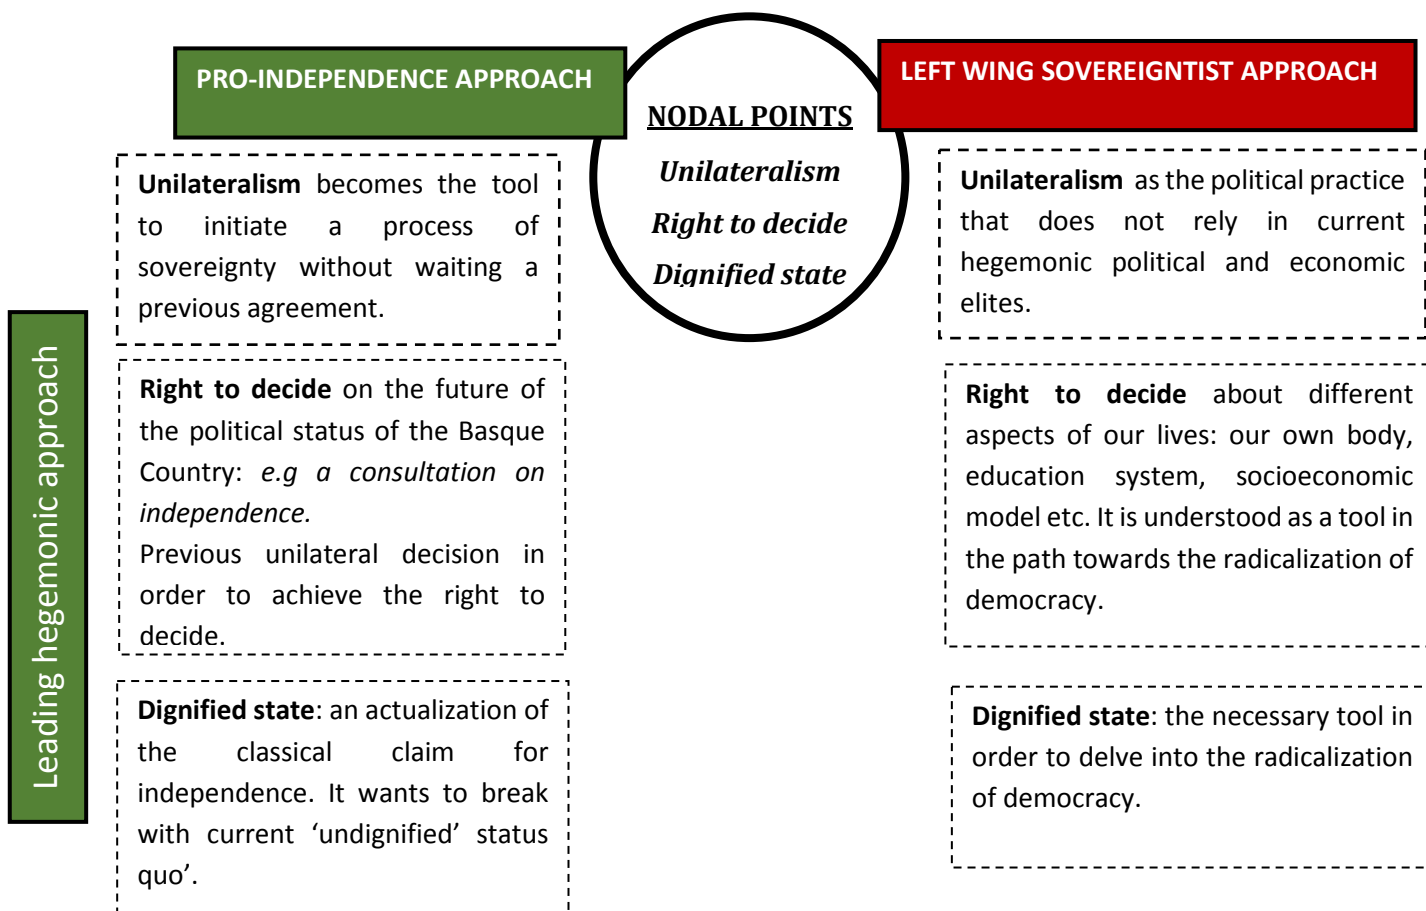 PRO-INDEPENDENCE APPROACH
NODAL POINTS
Unilateralism
Right to decide
Dignified state
LEFT WING SOVEREIGNTIST APPROACH
Leading hegemonic approach
Unilateralism becomes the tool
to initiate a process of
sovereignty without waiting a
previous agreement.
Right to decide on the future of
the political status of the Basque
Country: e.g a consultation on
independence.
Previous unilateral decision in
order to achieve the right to
decide.
Dignified state: an actualization of
the classical claim for
independence. It wants to break
with current ‘undignified’ status
quo’.
Unilateralism as the political practice
that does not rely in current
hegemonic political and economic
elites.
Right to decide about different
aspects of our lives: our own body,
education system, socioeconomic
model etc. It is understood as a tool in
the path towards the radicalization of
democracy.
Dignified state: the necessary tool in
order to delve into the radicalization
of democracy.